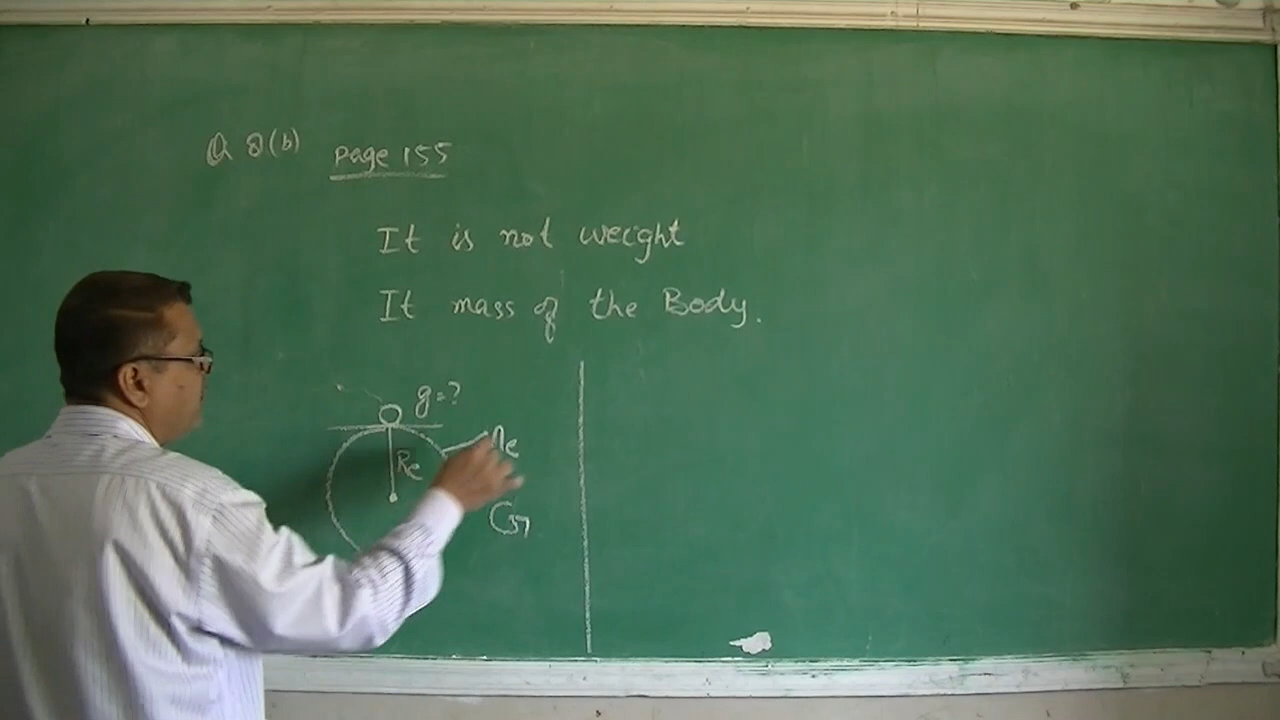 Q 8(b) Page 155
It is not weight
It mass of the Body.
g=?
Re
G